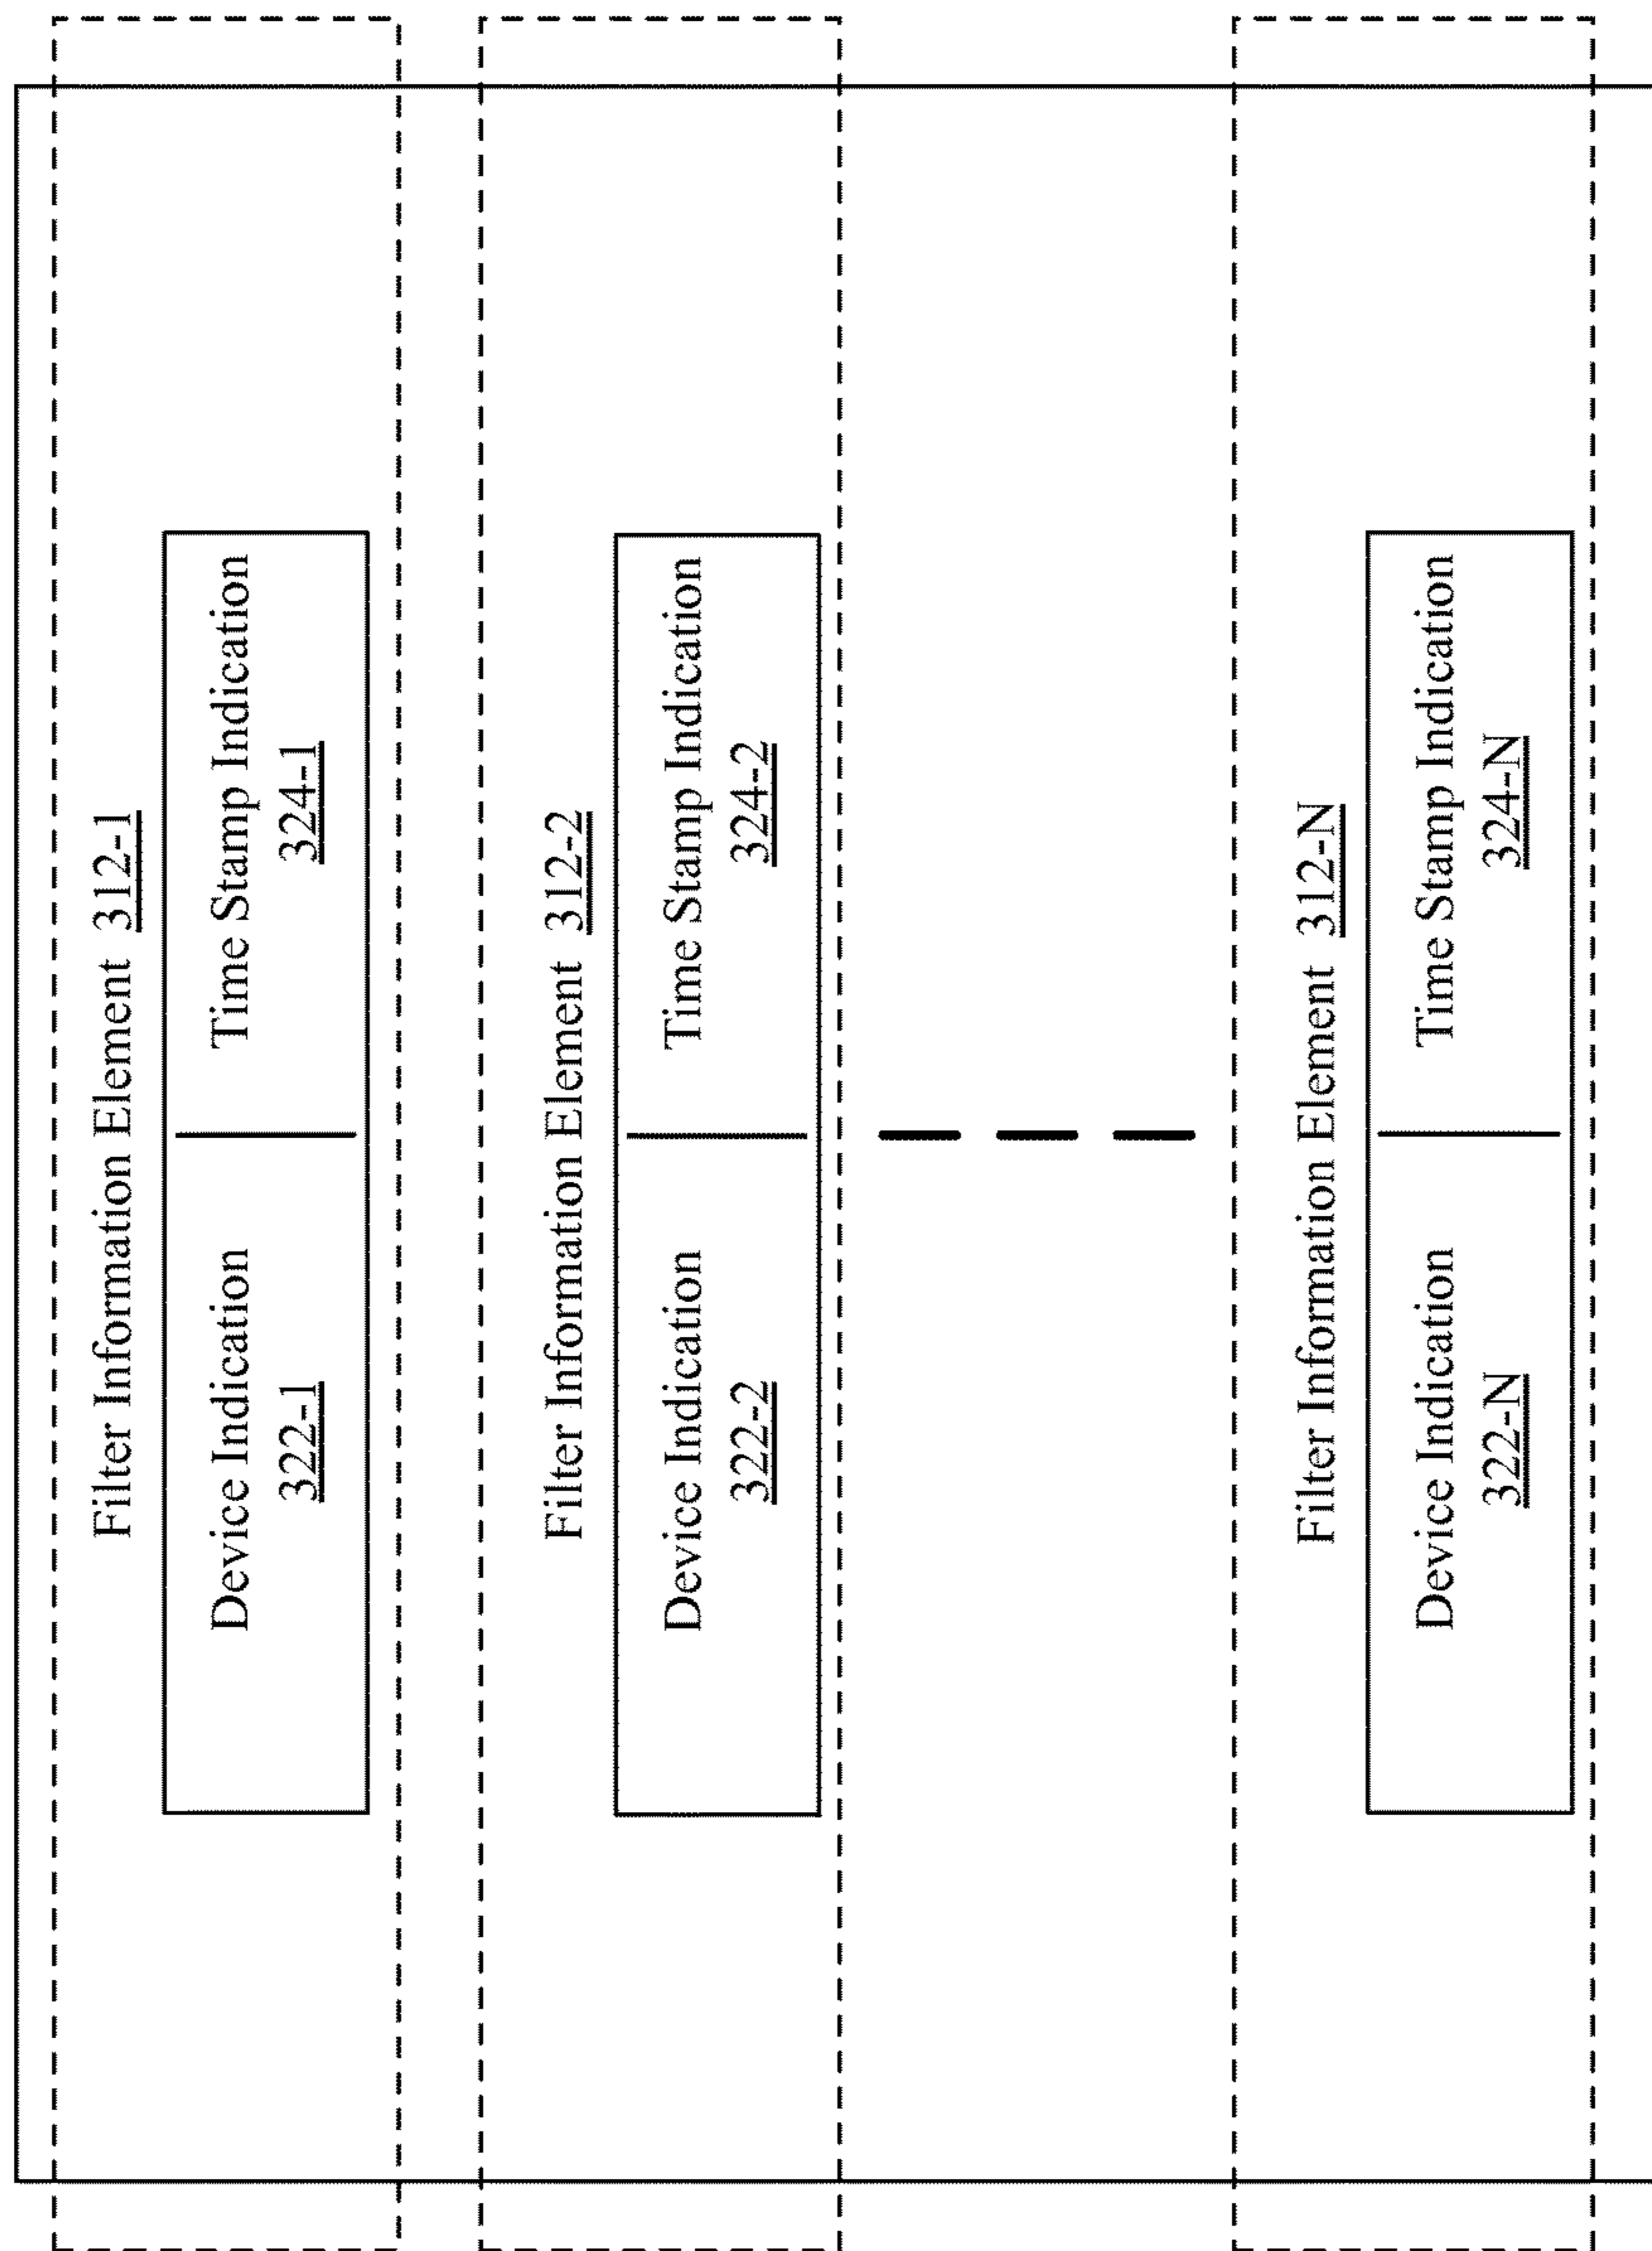 Filter Information Element 312-1
Device Indication
322-1
Time Stamp Indication
324-1
Filter Information Element 312-2
Device Indication
322-2
Time Stamp Indication
324-2
Filter Information Element 312-N
Device Indication
322-N
Time Stamp Indication
324-N